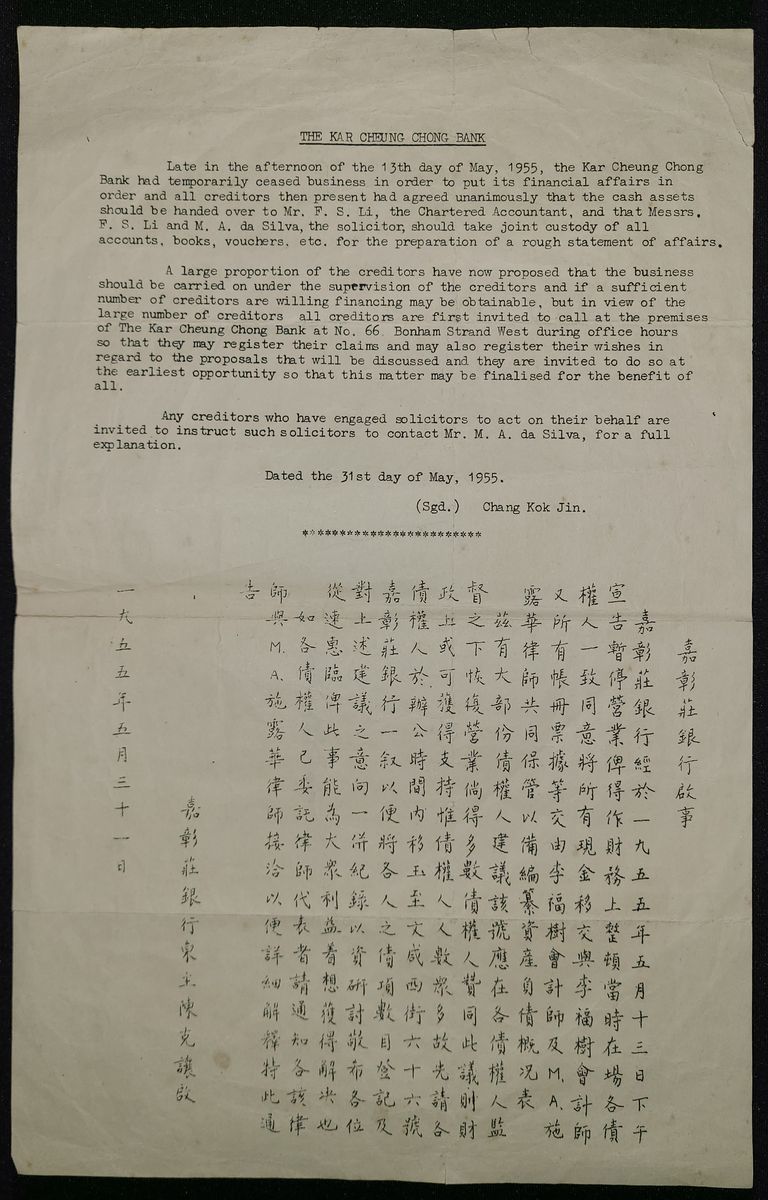 THE KAR CHEUNG CHONG BANK
Late in the afternoon of the 13th day of May, 1955, the Kar Cheung Chong
Bank had temporarily ceased business in order to put its financial affairs in
order and all creditors then present had agreed unanimously that the cash assets
should be handed over to Mr. F. S. Li, the Chartered Accountant, and that Messrs.
F. S. Li and M. A. da Silva, the solicitor, should take joint custody of all
accounts, books, vouchers, etc. for the preparation of a rough statement of affairs.
A large proportion of the creditors have now proposed that the business
should be carried on under the supervision of the creditors and if a sufficient
number of creditors are willing financing may be obtainable, but in view of the
large number of creditors all creditors are first invited to call at the premises
of The Kar Cheung Chong Bank at No. 66 Bonham Strand West during office hours
so that they may register their claims and may also register their wishes in
regard to the proposals that will be discussed and they are invited to do so at
the earliest opportunity so that this matter may be finalised for the benefit of
all.
Any creditors who have engaged solicitors to act on their behalf are
invited to instruct such solicitors to contact Mr. M. A. da Silva, for a full
explanation.
Dated the 31st day of May, 1955.
(Sgd.) Chang Kok Jin.
************************
嘉彰莊銀行啟事
嘉彰莊銀行經於一九五五年五月十三日下午
宣告暫停營業俾得作財務上整頓當時在場各債
權人一致同意將所有現金移交與李福樹會計師
又所有帳冊票據等交由李福樹會計師及M.A.施
露華律師共同保管以備編纂資產負債概況表
茲有大部份債權人建議該號應在各債權人監
督之下恢復營業倘得多數債權人贊同此議則財
政上或可獲得支持惟債權人人數眾多故先請各
債權人於辦公時間內移玉至文咸西街六十六號
嘉彰莊銀行一敘以便將各人之債項數目登記及
對上述建議之意向一併紀錄以資研討敬希各位
從速惠臨俾此事能為大眾利益着想獲得解決也
如各債權人已委託律師代表者請通知各該律
師與M.A.施露華律師接洽以便詳細解釋特此通
告
嘉彰莊銀行東主陳克讓啟
一九五五年五月三十一日